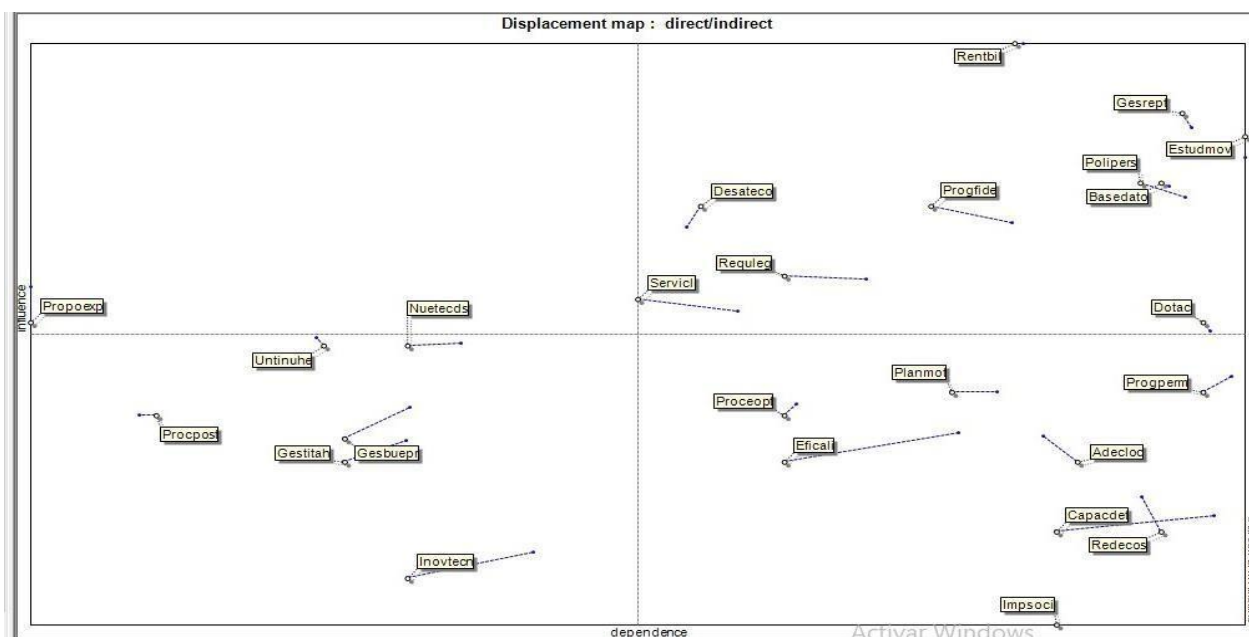 Displacement map : direct/indirect
Rentbil
Gesrept
Estudmov
Polipers
Basedato
Desateco
Progfide
Requleg
Servicl
influence
Propoexp
Nuetecds
Dotac
Untinuhe
Planmot
Progperm
Proceopt
Procpost
Gestitah
Gesbuepr
Eficali
Adecloc
Capacdet
Redecos
Inovtecn
Impsoci
dependence
Activar Windows